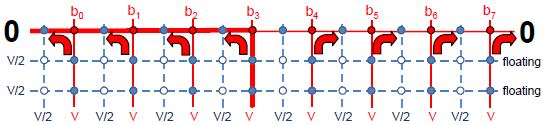 b0 b1 b2 b3 b4 b5 b6 b7
0 0
V/2 floating
V/2 floating
V/2 V V/2 V V/2 V V/2 V V/2 V V/2 V V/2 V V/2 V